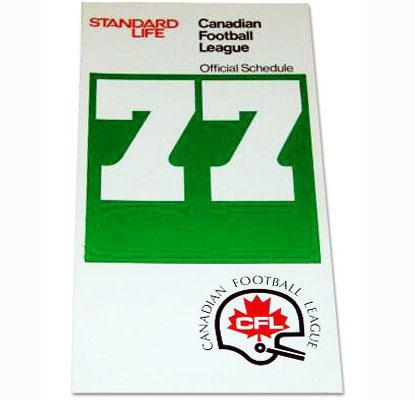 STANDARD
LIFE
Canadian
Football
League
Official Schedule
77
CANADIAN FOOTBALL LEAGUE
CFL